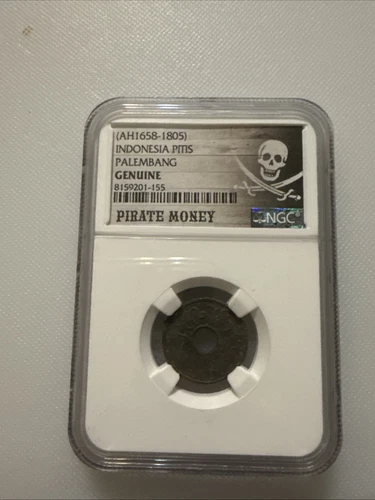 (AH1658-1805)
INDONESIA PITIS
PALEMBANG
GENUINE
8159201-155
PIRATE MONEY
NGC